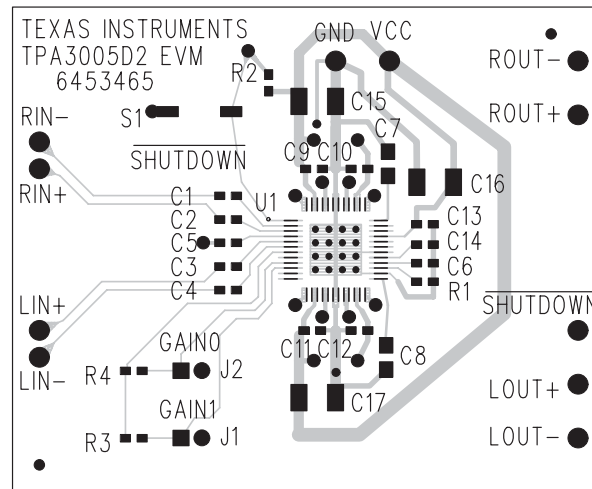 TEXAS INSTRUMENTS
TPA3005D2 EVM
6453465
GND VCC
ROUT-
R2
RIN-
S1
C15
ROUT+
C7
SHUTDOWN
C9 C10
RIN+
C16
C1
U1
C2
C13
C5
C14
C3
C6
C4
R1
LIN+
SHUTDOWN
GAIN0
C11 C12
C8
LIN-
R4
J2
LOUT+
C17
GAIN1
R3
J1
LOUT-